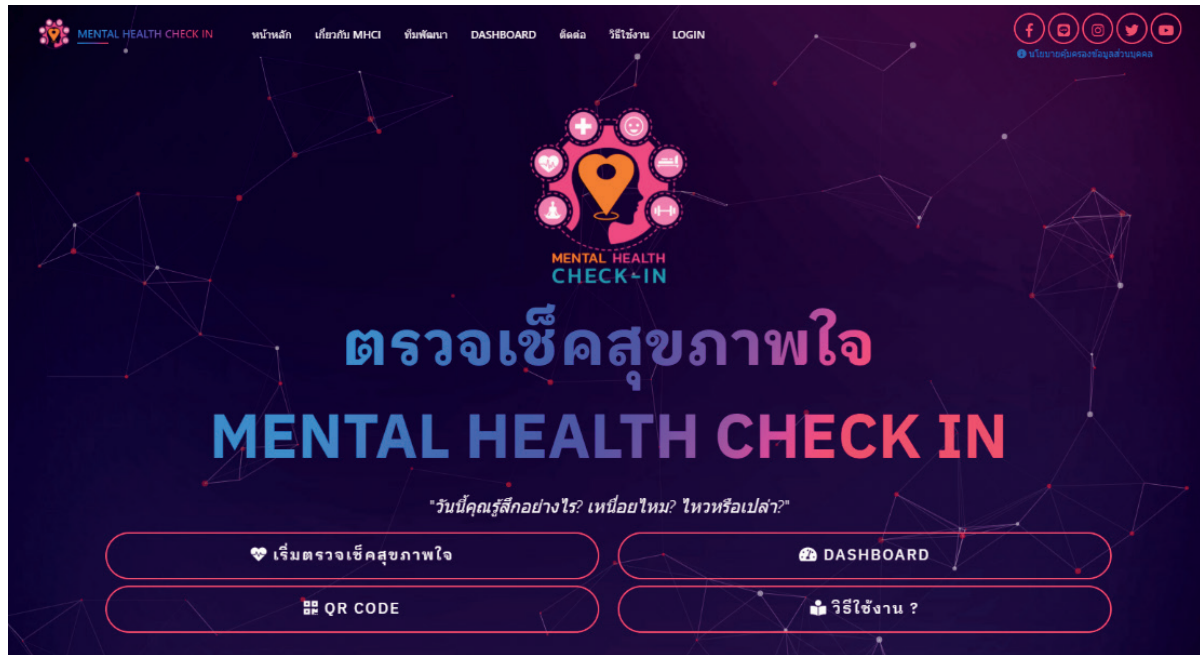 MENTAL HEALTH CHECK IN
หน้าหลัก เกี่ยวกับ MHCI ทีมพัฒนา DASHBOARD ติดต่อ วิธีใช้งาน LOGIN
นโยบายคุ้มครองข้อมูลส่วนบุคคล
MENTAL HEALTH
CHECK-IN
ตรวจเช็คสุขภาพใจ
MENTAL HEALTH CHECK IN
"วันนี้คุณรู้สึกอย่างไร? เหนื่อยไหม? ไหวหรือเปล่า?"
เริ่มตรวจเช็คสุขภาพใจ
DASHBOARD
QR CODE
วิธีใช้งาน ?